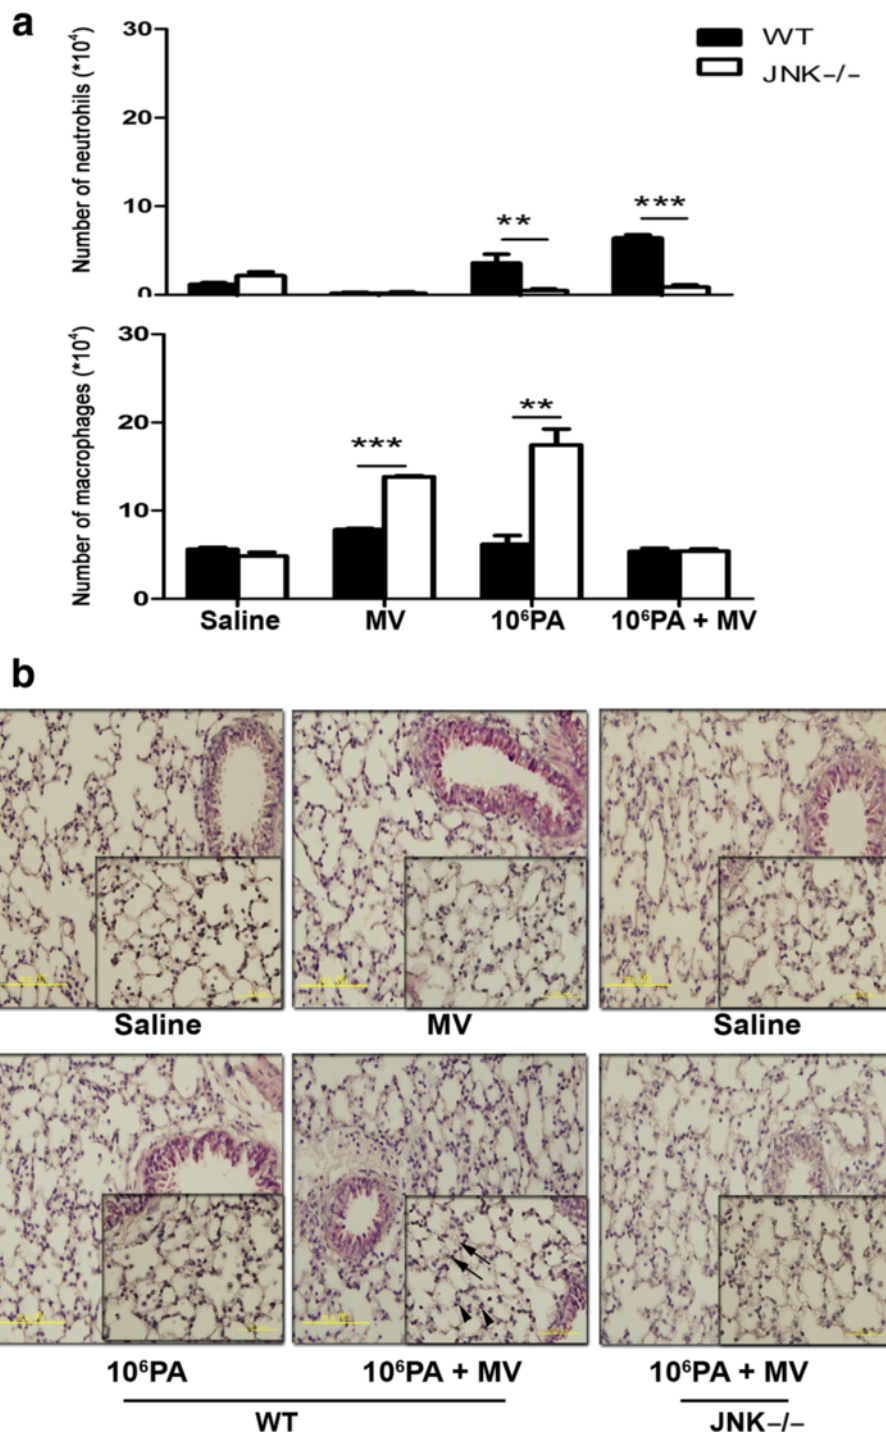 a
WT
JNK-/-
Number of neutrohils (*10⁴)
30
20
10
0
** ***
Number of macrophages (*10⁴)
30
20
10
0
*** **
Saline MV 10⁶PA 10⁶PA + MV
b
Saline MV Saline
10⁶PA 10⁶PA + MV 10⁶PA + MV
WT JNK-/-